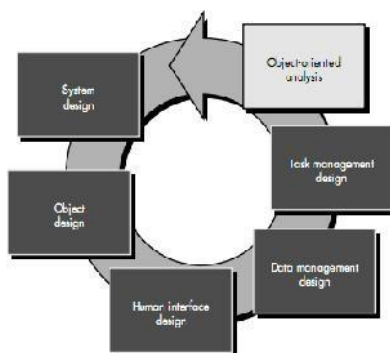 Object-oriented
analysis
System
design
Task management
design
Object
design
Data management
design
Human interface
design